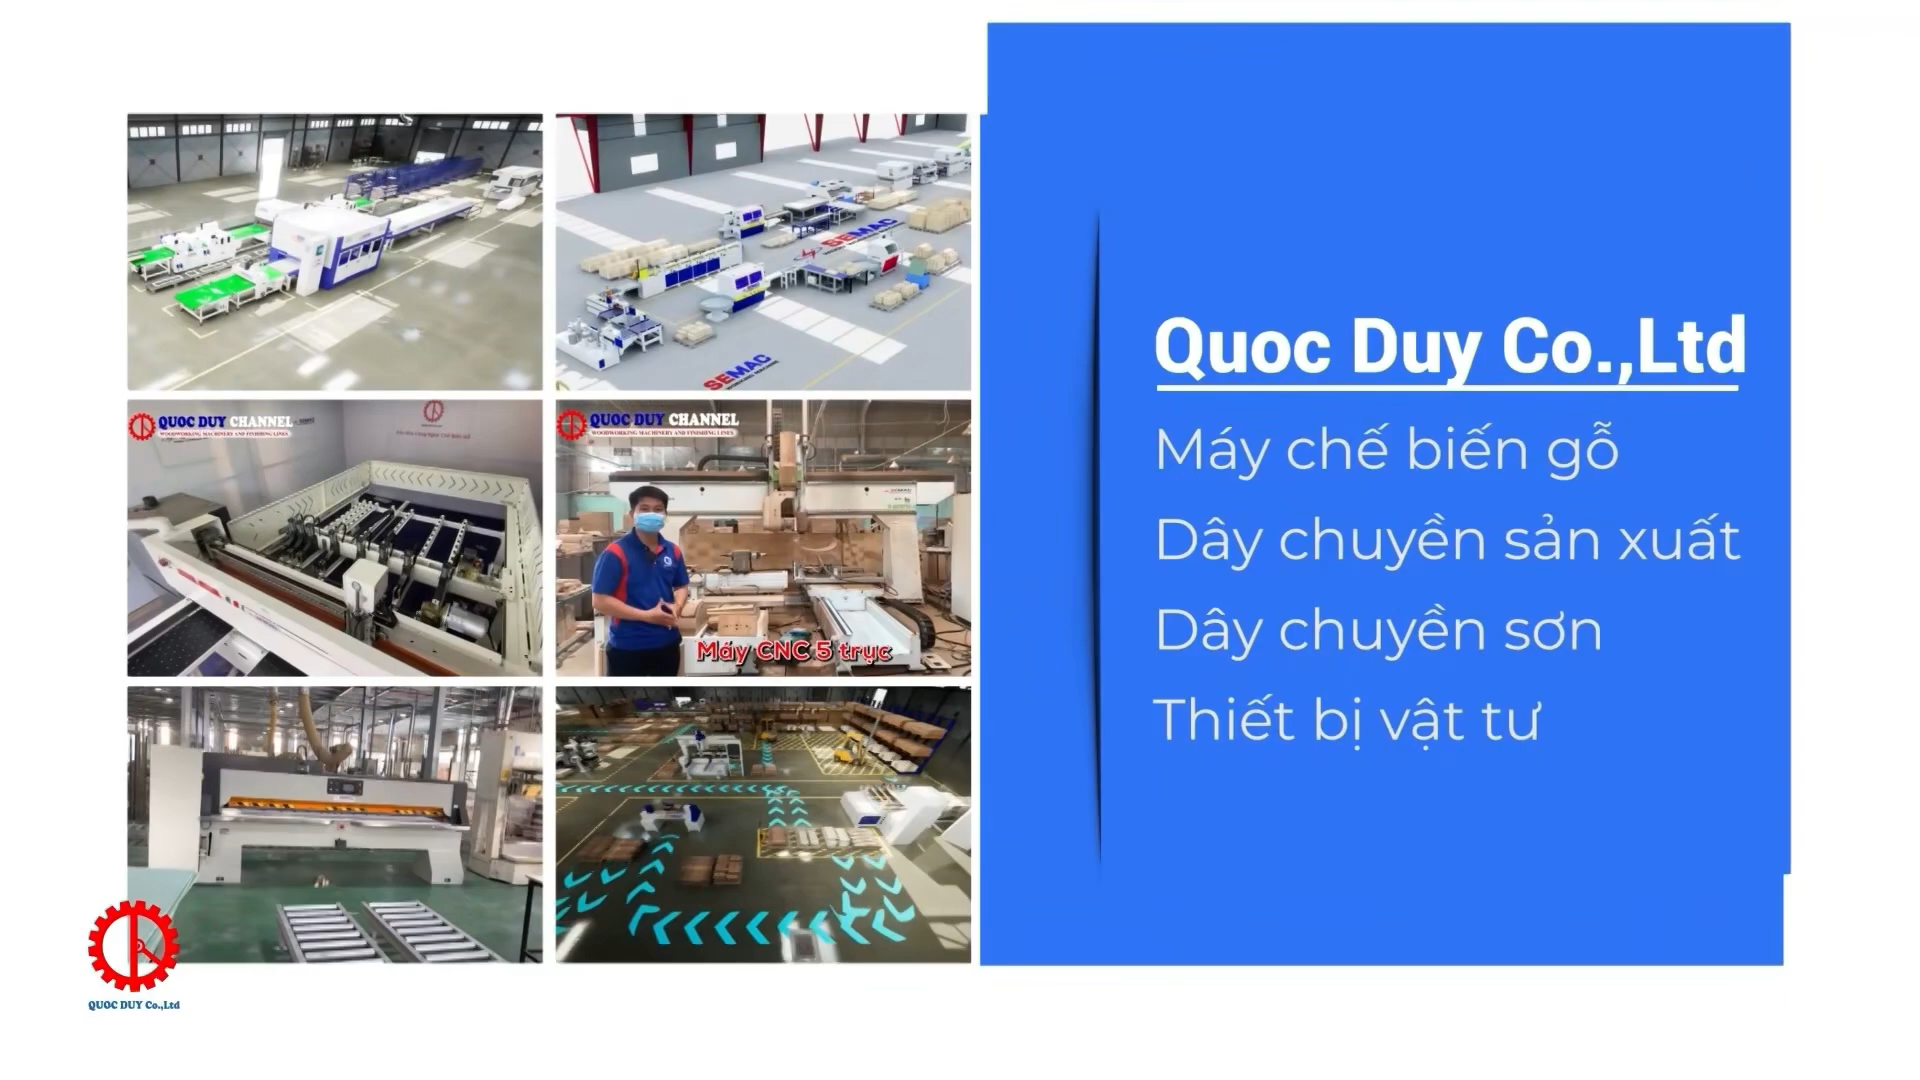 SEMAC
SEMAC
QUOC DUY CHANNEL
WOODWORKING MACHINERY AND FINISHING LINES
QUOC DUY CHANNEL
WOODWORKING MACHINERY AND FINISHING LINES
Máy CNC 5 trục
QUOC DUY Co.,Ltd
Quoc Duy Co.,Ltd
Máy chế biến gỗ
Dây chuyền sản xuất
Dây chuyền sơn
Thiết bị vật tư